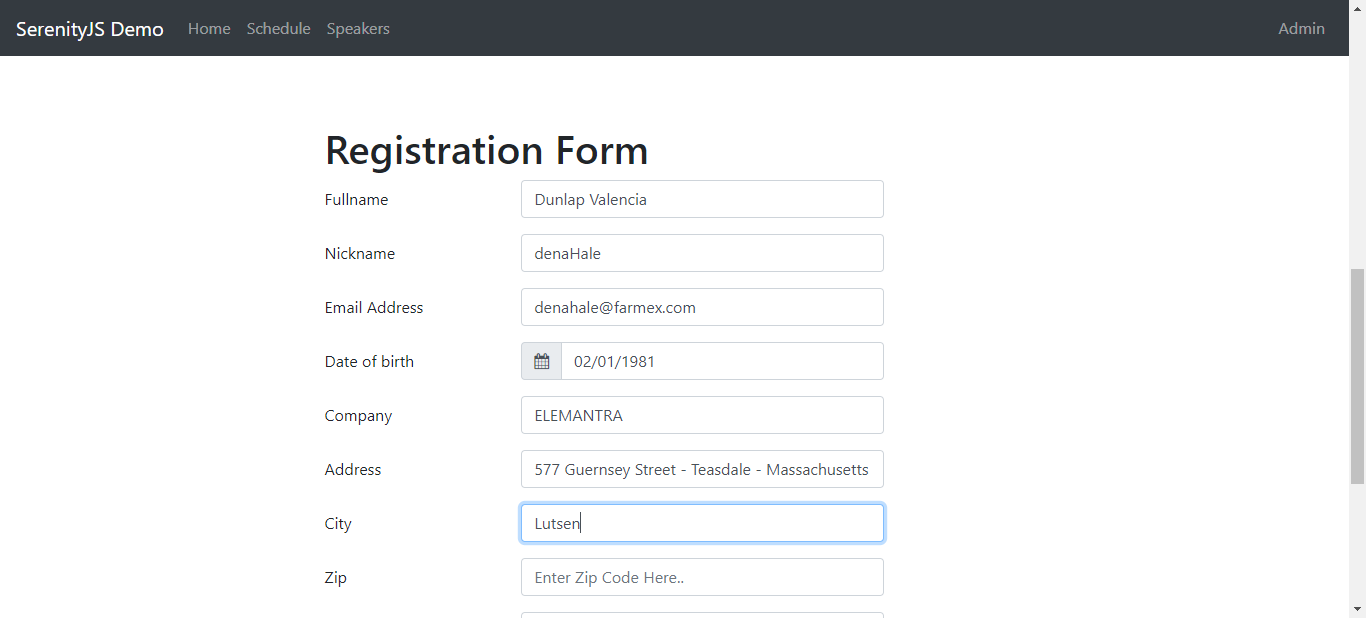 SerenityJS Demo Home Schedule Speakers Admin
Registration Form
Fullname Dunlap Valencia
Nickname denaHale
Email Address denahale@farmex.com
Date of birth 02/01/1981
Company ELEMANTRA
Address 577 Guernsey Street - Teasdale - Massachusetts
City Lutsen
Zip Enter Zip Code Here..